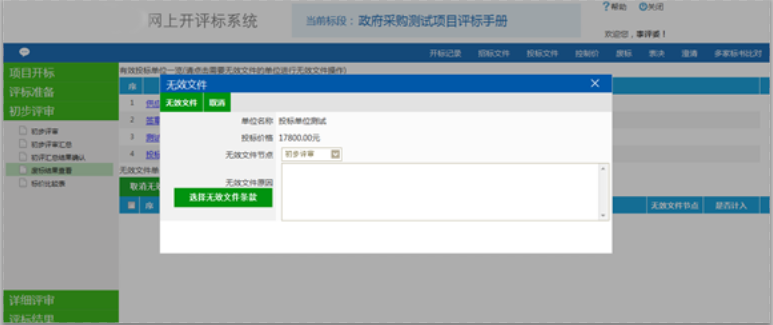 ?帮助 关闭
网上开评标系统
当前标段：政府采购测试项目评标手册
欢迎您，李评委！
开标记录 招标文件 投标文件 控制价 废标 表决 澄清 多家标书比对
项目开标
评标准备
初步评审
初步评审
初步评审汇总
初评汇总结果确认
废标结果查看
标价比较表
详细评审
评标结果
有效投标单位一览(请点击需要无效文件的单位进行无效文件操作)
序
1
2
3 测试
4 投标
无效文件单
取消无效
序 无效文件节点 是否计入
无效文件
无效文件 取消
单位名称 投标单位测试
投标价格 17800.00元
无效文件节点 初步评审
无效文件原因
选择无效文件条款